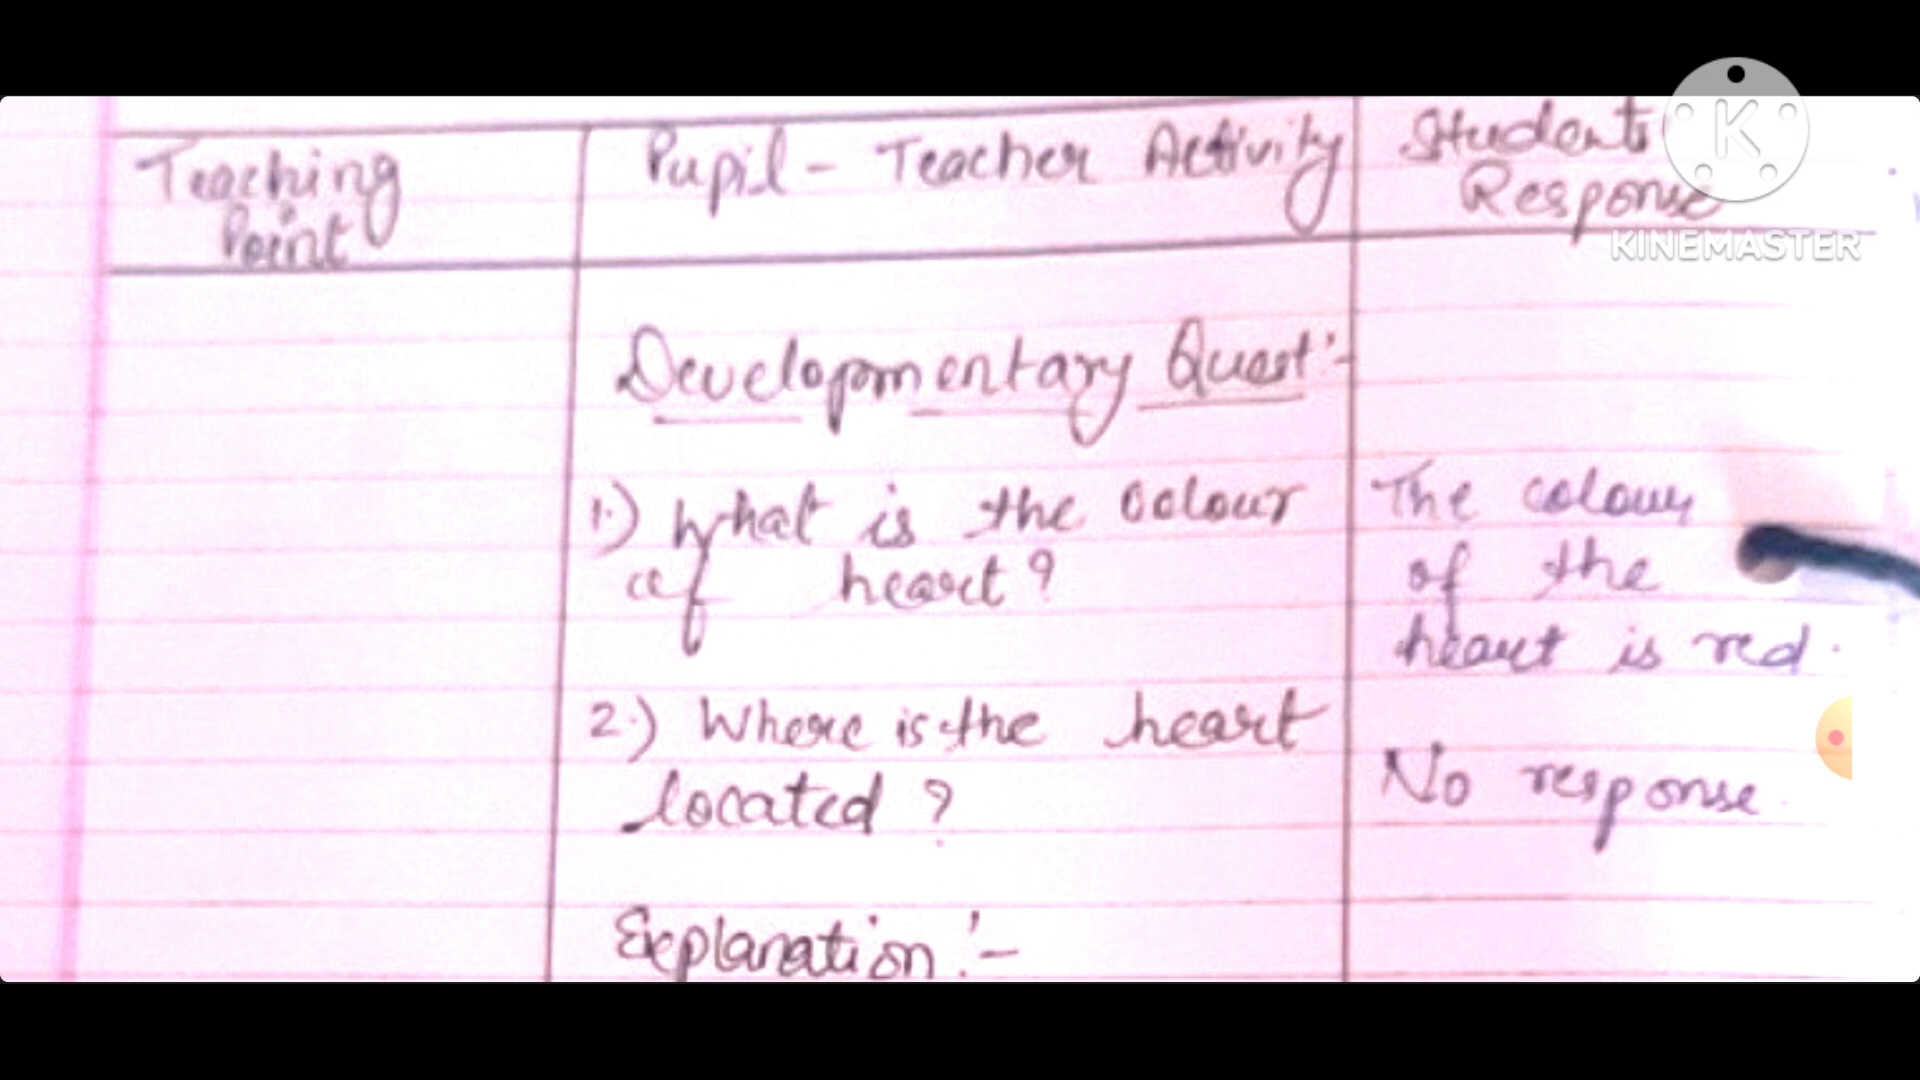 Teaching Point
Pupil - Teacher Activity
Students Response
KINEMASTER
Developmentary Quest:-
1.) What is the colour
of heart?
The colour
of the
heart is red.
2.) Where is the heart
located?
No response
Explanation:-